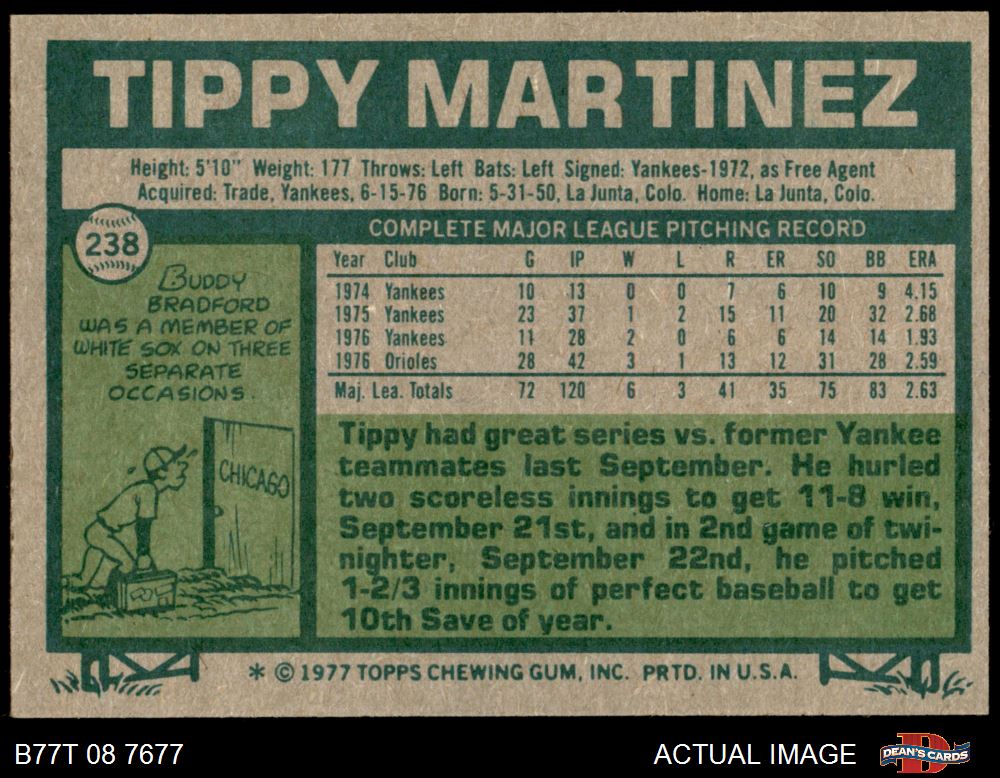 TIPPY MARTINEZ
Height: 5'10" Weight: 177 Throws: Left Bats: Left Signed: Yankees-1972, as Free Agent
Acquired: Trade, Yankees, 6-15-76 Born: 5-31-50, La Junta, Colo. Home: La Junta, Colo.
238
BUDDY
BRADFORD
WAS A MEMBER OF
WHITE SOX ON THREE
SEPARATE
OCCASIONS.
CHICAGO
COMPLETE MAJOR LEAGUE PITCHING RECORD
Year Club G IP W L R ER SO BB ERA
1974 Yankees 10 13 0 0 7 6 10 9 4.15
1975 Yankees 23 37 1 2 15 11 20 32 2.68
1976 Yankees 11 28 2 0 6 6 14 14 1.93
1976 Orioles 28 42 3 1 13 12 31 28 2.59
Maj. Lea. Totals 72 120 6 3 41 35 75 83 2.63
Tippy had great series vs. former Yankee
teammates last September. He hurled
two scoreless innings to get 11-8 win,
September 21st, and in 2nd game of twi-
nighter, September 22nd, he pitched
1-2/3 innings of perfect baseball to get
10th Save of year.
* © 1977 TOPPS CHEWING GUM, INC. PRTD. IN U.S.A.
B77T 08 7677
ACTUAL IMAGE
D
DEAN'S CARDS